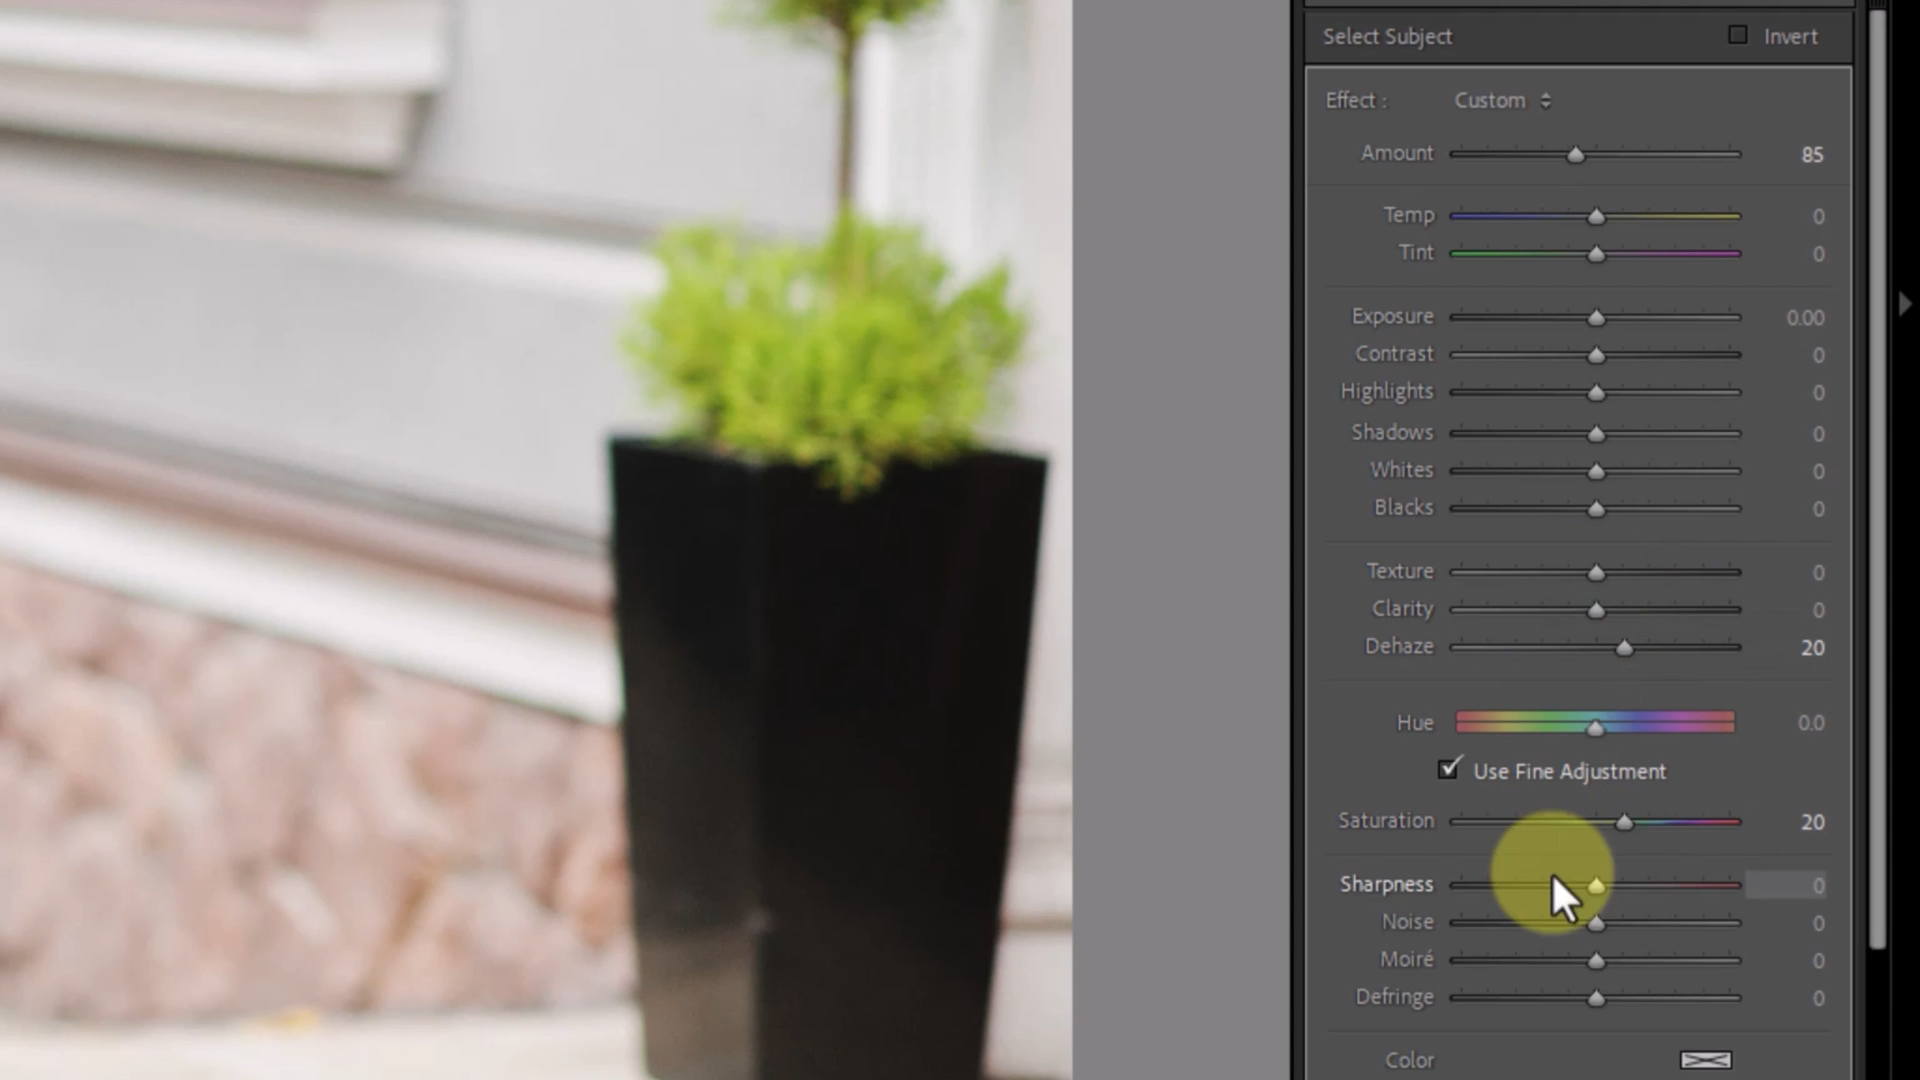 Select Subject Invert
Effect : Custom
Amount 85
Temp 0
Tint 0
Exposure 0.00
Contrast 0
Highlights 0
Shadows 0
Whites 0
Blacks 0
Texture 0
Clarity 0
Dehaze 20
Hue 0.0
Use Fine Adjustment
Saturation 20
Sharpness 0
Noise 0
Moiré 0
Defringe 0
Color